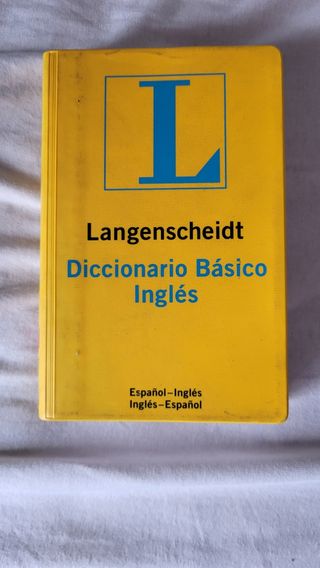 L
Langenscheidt
Diccionario Básico
Inglés
Español–Inglés
Inglés–Español